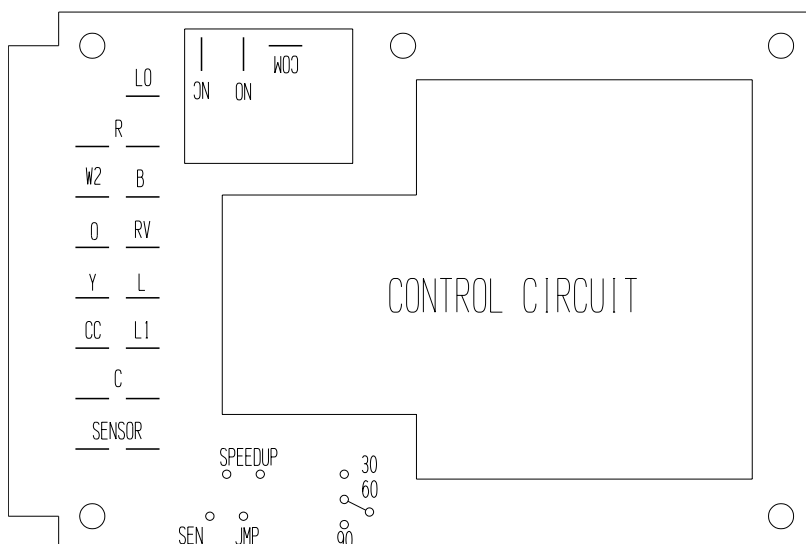 LO
NC NO COM
R
W2 B
O RV
Y L
CC L1
C
SENSOR
CONTROL CIRCUIT
SPEEDUP
30
60
90
SEN JMP